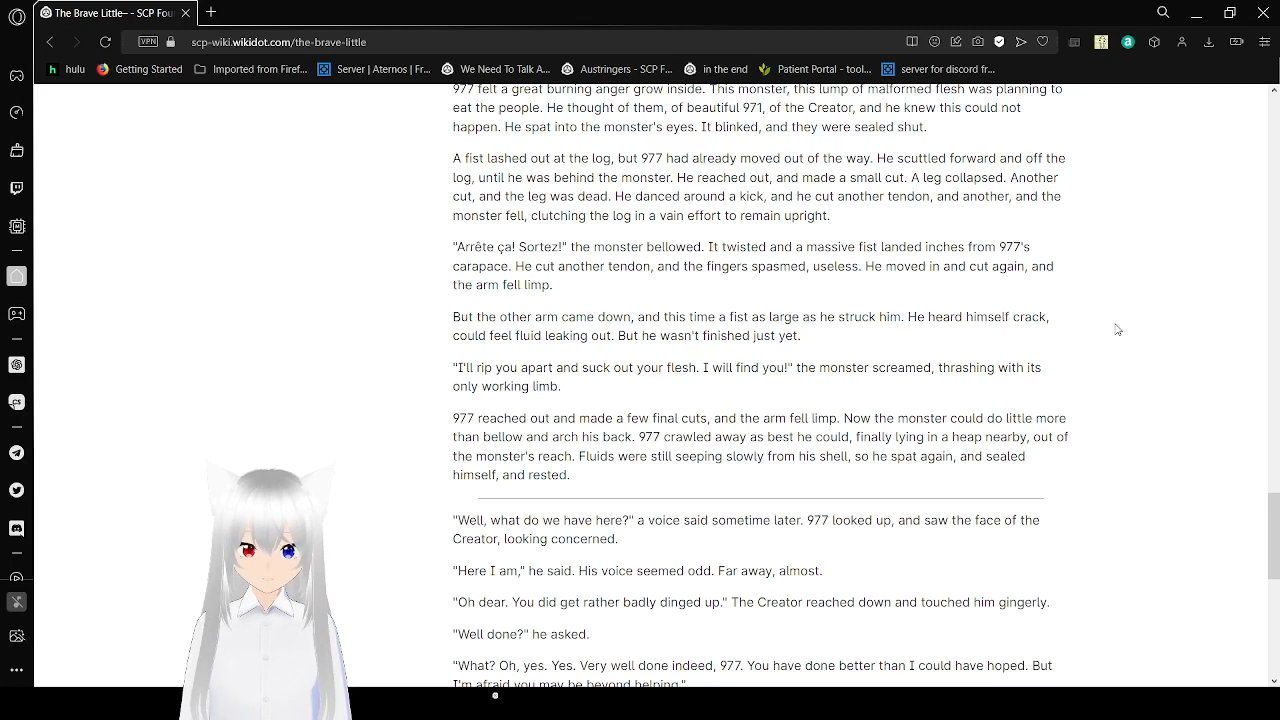 The Brave Little– - SCP Fou
scp-wiki.wikidot.com/the-brave-little
VPN
hulu
Getting Started
Imported from Firef...
Server | Aternos | Fr...
We Need To Talk A...
Austringers - SCP F...
in the end
Patient Portal - tool...
server for discord fr...
977 felt a great burning anger grow inside. This monster, this lump of malformed flesh was planning to
eat the people. He thought of them, of beautiful 971, of the Creator, and he knew this could not
happen. He spat into the monster's eyes. It blinked, and they were sealed shut.
A fist lashed out at the log, but 977 had already moved out of the way. He scuttled forward and off the
log, until he was behind the monster. He reached out, and made a small cut. A leg collapsed. Another
cut, and the leg was dead. He danced around a kick, and he cut another tendon, and another, and the
monster fell, clutching the log in a vain effort to remain upright.
"Arrête ça! Sortez!" the monster bellowed. It twisted and a massive fist landed inches from 977's
carapace. He cut another tendon, and the fingers spasmed, useless. He moved in and cut again, and
the arm fell limp.
But the other arm came down, and this time a fist as large as he struck him. He heard himself crack,
could feel fluid leaking out. But he wasn't finished just yet.
"I'll rip you apart and suck out your flesh. I will find you!" the monster screamed, thrashing with its
only working limb.
977 reached out and made a few final cuts, and the arm fell limp. Now the monster could do little more
than bellow and arch his back. 977 crawled away as best he could, finally lying in a heap nearby, out of
the monster's reach. Fluids were still seeping slowly from his shell, so he spat again, and sealed
himself, and rested.
"Well, what do we have here?" a voice said sometime later. 977 looked up, and saw the face of the
Creator, looking concerned.
"Here I am," he said. His voice seemed odd. Far away, almost.
"Oh dear. You did get rather badly dinged up." The Creator reached down and touched him gingerly.
"Well done?" he asked.
"What? Oh, yes. Yes. Very well done indeed, 977. You have done better than I could have hoped. But
I'm afraid you may be beyond helping."